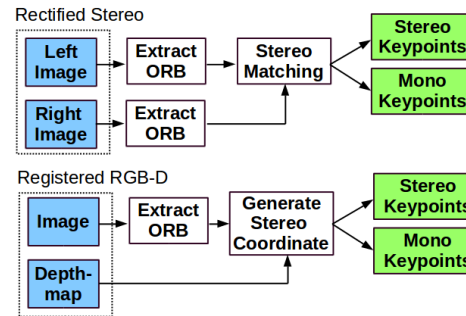 Rectified Stereo
Left
Image
Extract
ORB
Stereo
Matching
Stereo
Keypoints
Mono
Keypoints
Right
Image
Extract
ORB
Registered RGB-D
Image
Extract
ORB
Generate
Stereo
Coordinate
Stereo
Keypoints
Mono
Keypoints
Depth-
map